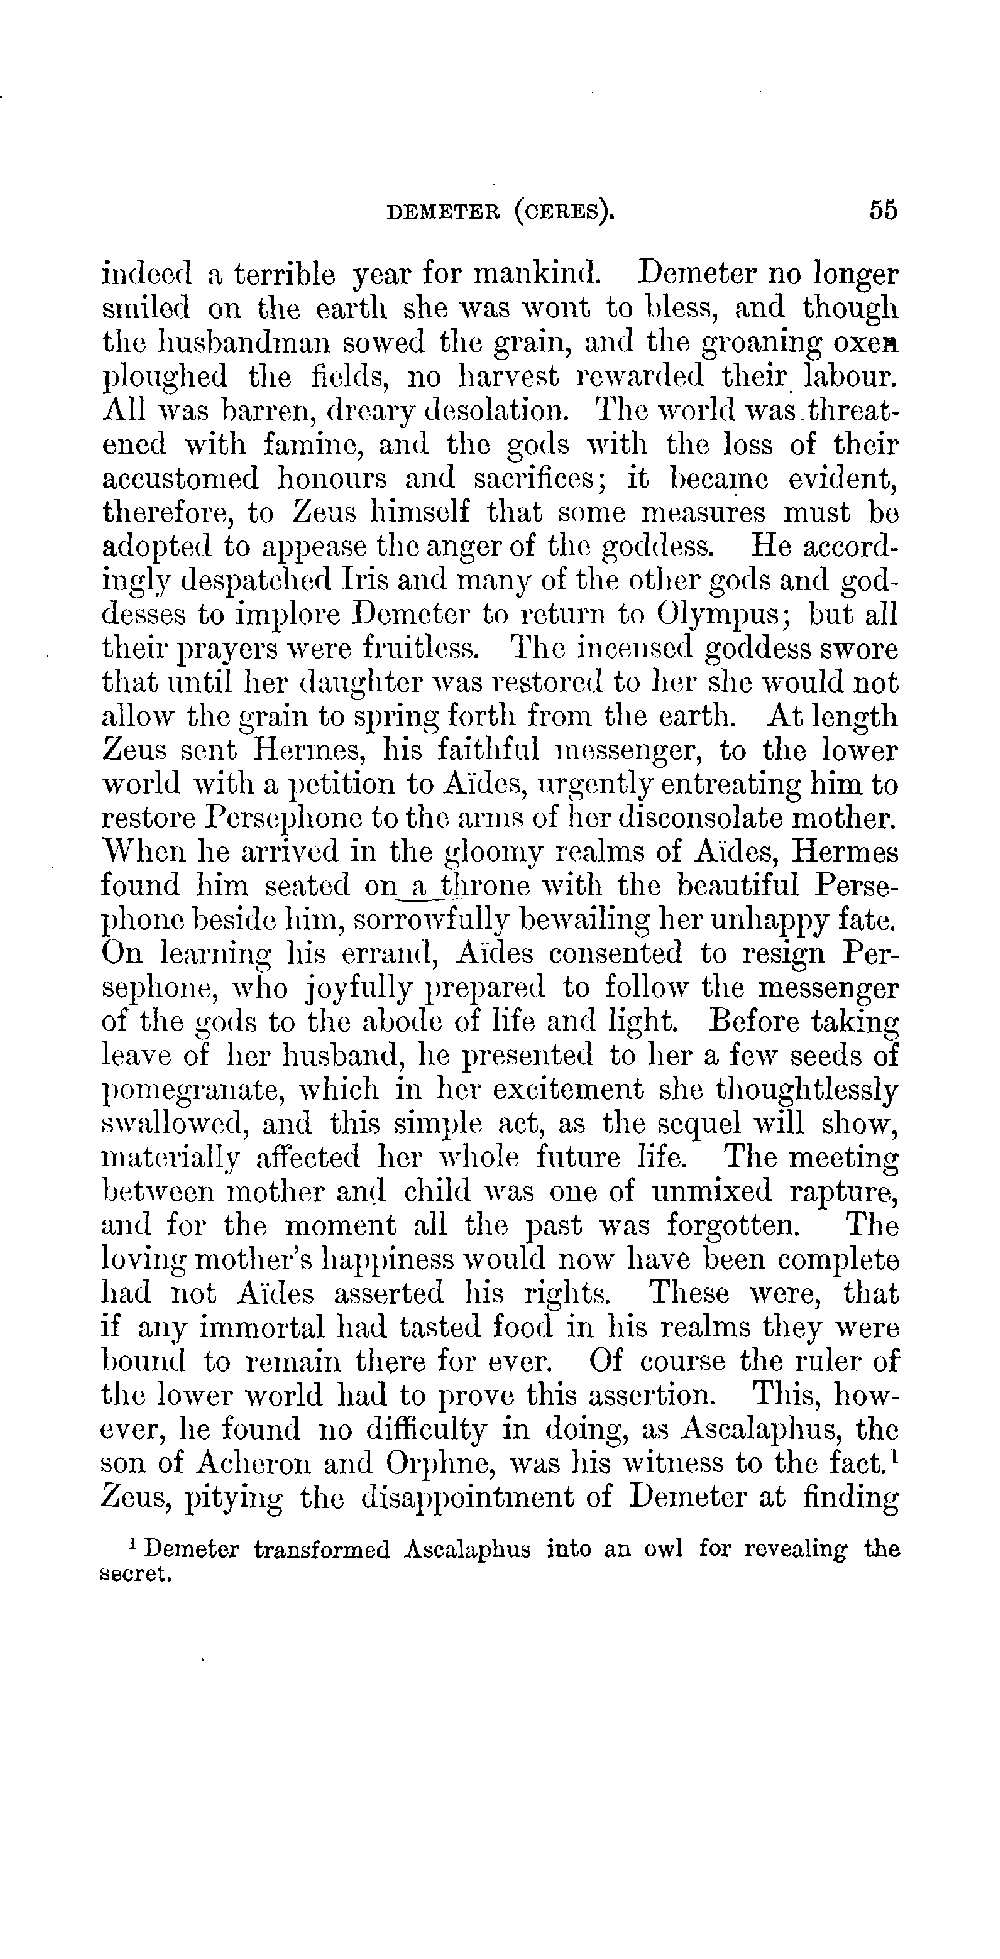 DEMETER (CERES). 55
indeed a terrible year for mankind. Demeter no longer
smiled on the earth she was wont to bless, and though
the husbandman sowed the grain, and the groaning oxen
ploughed the fields, no harvest rewarded their labour.
All was barren, dreary desolation. The world was threat-
ened with famine, and the gods with the loss of their
accustomed honours and sacrifices; it became evident,
therefore, to Zeus himself that some measures must be
adopted to appease the anger of the goddess. He accord-
ingly despatched Iris and many of the other gods and god-
desses to implore Demeter to return to Olympus; but all
their prayers were fruitless. The incensed goddess swore
that until her daughter was restored to her she would not
allow the grain to spring forth from the earth. At length
Zeus sent Hermes, his faithful messenger, to the lower
world with a petition to Aïdes, urgently entreating him to
restore Persephone to the arms of her disconsolate mother.
When he arrived in the gloomy realms of Aïdes, Hermes
found him seated on a throne with the beautiful Perse-
phone beside him, sorrowfully bewailing her unhappy fate.
On learning his errand, Aïdes consented to resign Per-
sephone, who joyfully prepared to follow the messenger
of the gods to the abode of life and light. Before taking
leave of her husband, he presented to her a few seeds of
pomegranate, which in her excitement she thoughtlessly
swallowed, and this simple act, as the sequel will show,
materially affected her whole future life. The meeting
between mother and child was one of unmixed rapture,
and for the moment all the past was forgotten. The
loving mother's happiness would now have been complete
had not Aïdes asserted his rights. These were, that
if any immortal had tasted food in his realms they were
bound to remain there for ever. Of course the ruler of
the lower world had to prove this assertion. This, how-
ever, he found no difficulty in doing, as Ascalaphus, the
son of Acheron and Orphne, was his witness to the fact.¹
Zeus, pitying the disappointment of Demeter at finding
¹ Demeter transformed Ascalaphus into an owl for revealing the
secret.